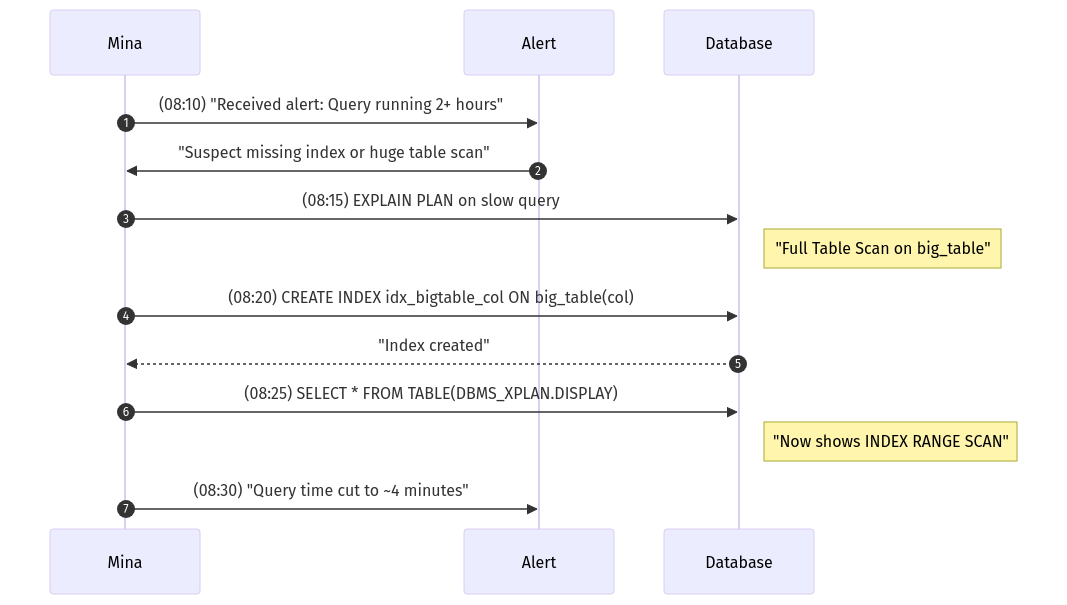 Mina
Alert
Database
(08:10) "Received alert: Query running 2+ hours"
1
"Suspect missing index or huge table scan"
2
(08:15) EXPLAIN PLAN on slow query
3
"Full Table Scan on big_table"
(08:20) CREATE INDEX idx_bigtable_col ON big_table(col)
4
"Index created"
5
(08:25) SELECT * FROM TABLE(DBMS_XPLAN.DISPLAY)
6
"Now shows INDEX RANGE SCAN"
(08:30) "Query time cut to ~4 minutes"
7
Mina
Alert
Database